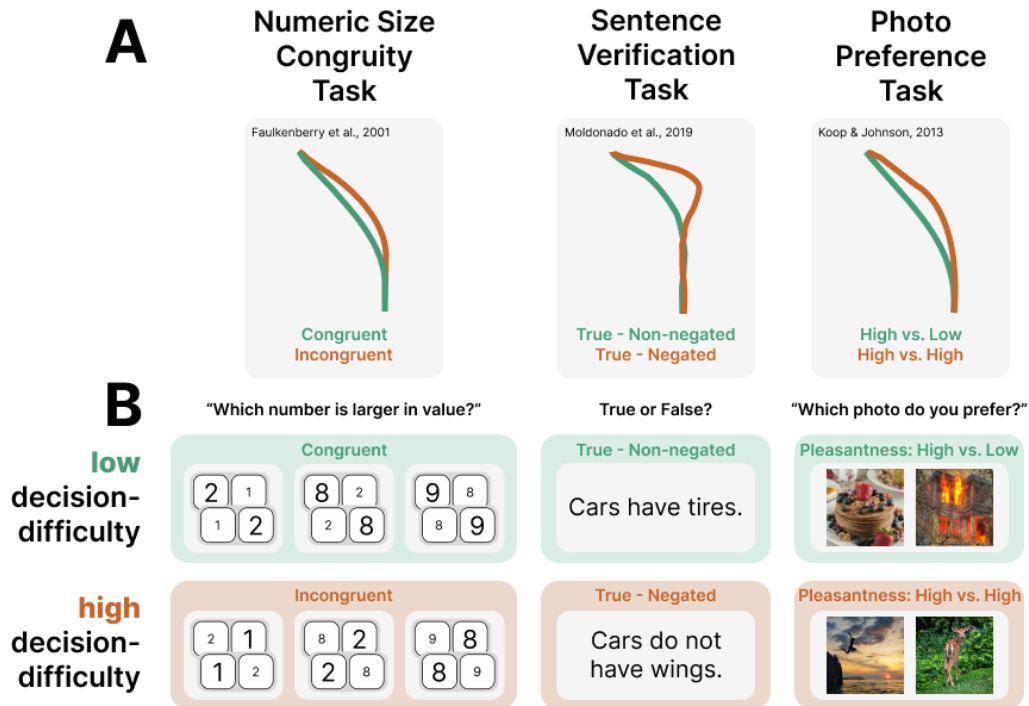 A
Numeric Size
Congruity
Task
Sentence
Verification
Task
Photo
Preference
Task
Faulkenberry et al., 2001
Moldonado et al., 2019
Koop & Johnson, 2013
Congruent
Incongruent
True - Non-negated
True - Negated
High vs. Low
High vs. High
B
“Which number is larger in value?”
True or False?
“Which photo do you prefer?”
low
decision-
difficulty
Congruent
2 1
1 2
8 2
2 8
9 8
8 9
True - Non-negated
Cars have tires.
Pleasantness: High vs. Low
high
decision-
difficulty
Incongruent
2 1
1 2
8 2
2 8
9 8
8 9
True - Negated
Cars do not
have wings.
Pleasantness: High vs. High